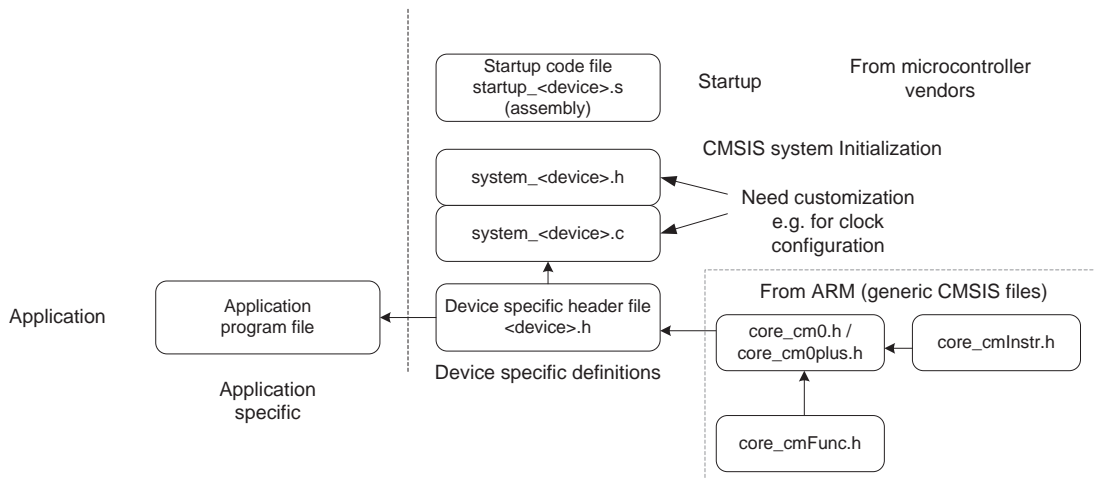 Startup code file
startup_<device>.s
(assembly)
Startup
From microcontroller
vendors
CMSIS system Initialization
system_<device>.h
Need customization
e.g. for clock
configuration
system_<device>.c
From ARM (generic CMSIS files)
Application
Application
program file
Device specific header file
<device>.h
core_cm0.h /
core_cm0plus.h
core_cmInstr.h
Device specific definitions
Application
specific
core_cmFunc.h